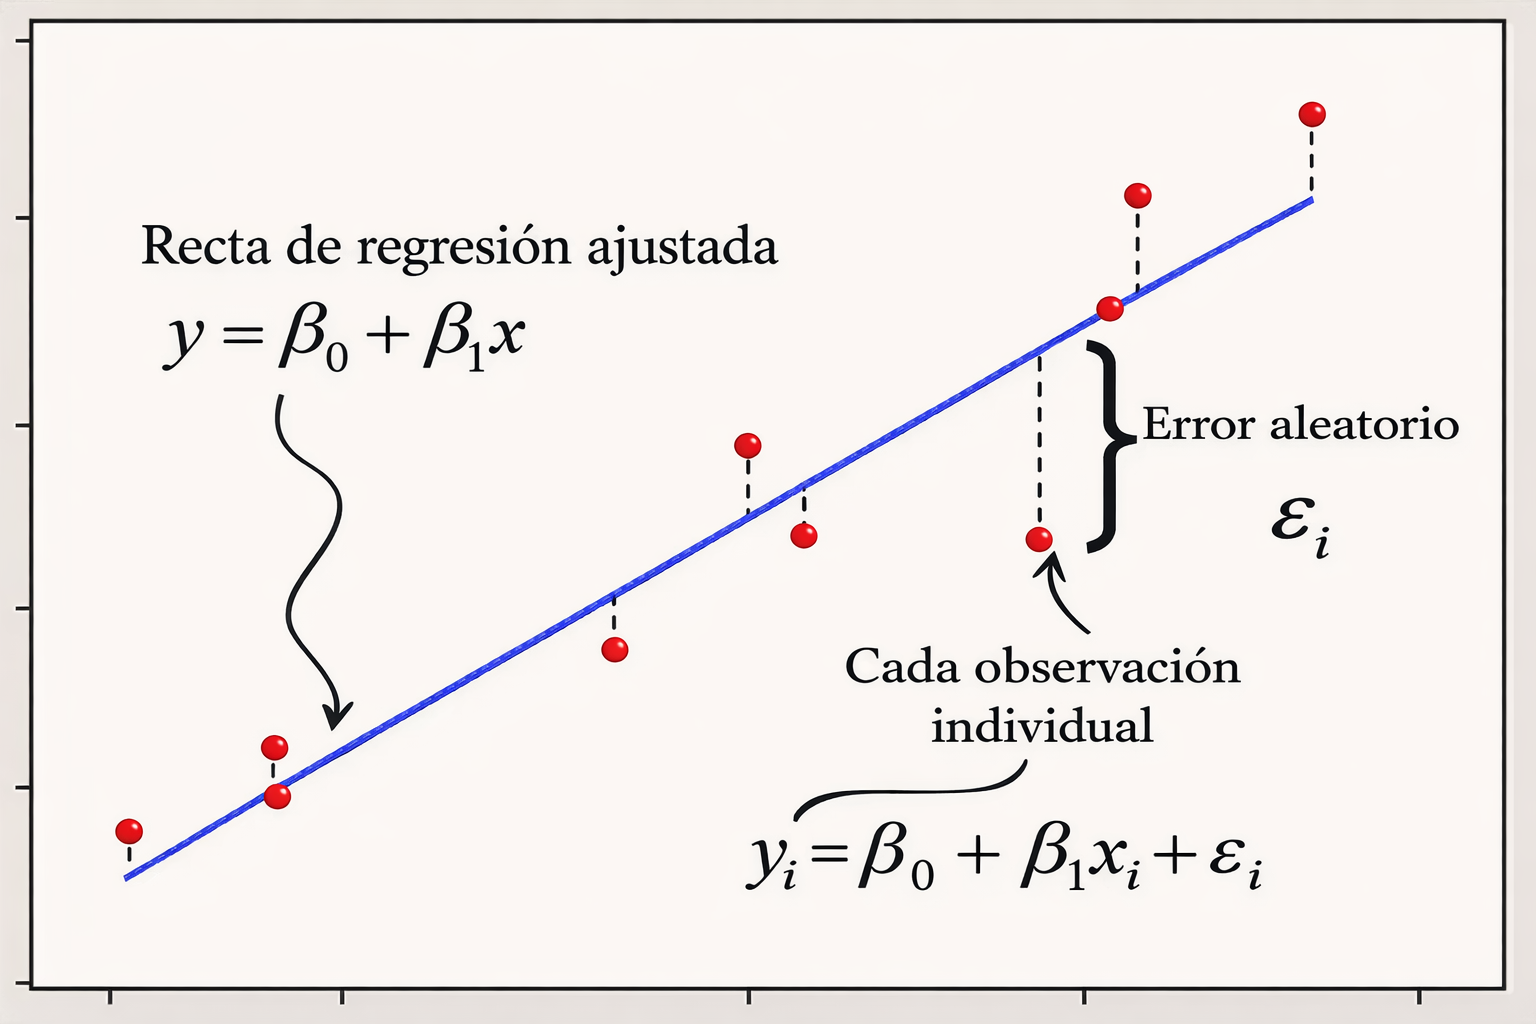 Recta de regresión ajustada
y = β₀ + β₁x
Error aleatorio
εᵢ
Cada observación
individual
yᵢ = β₀ + β₁xᵢ + εᵢ